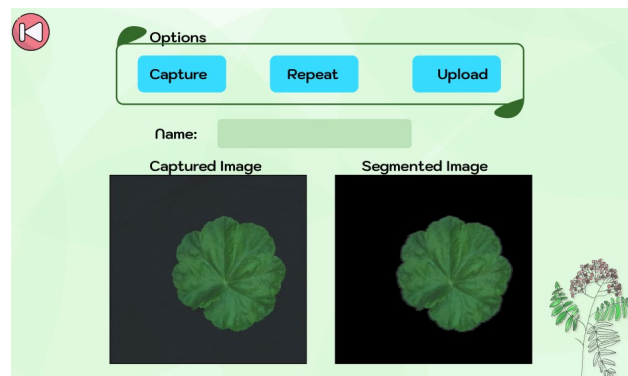 Options
Capture Repeat Upload
Name:
Captured Image Segmented Image